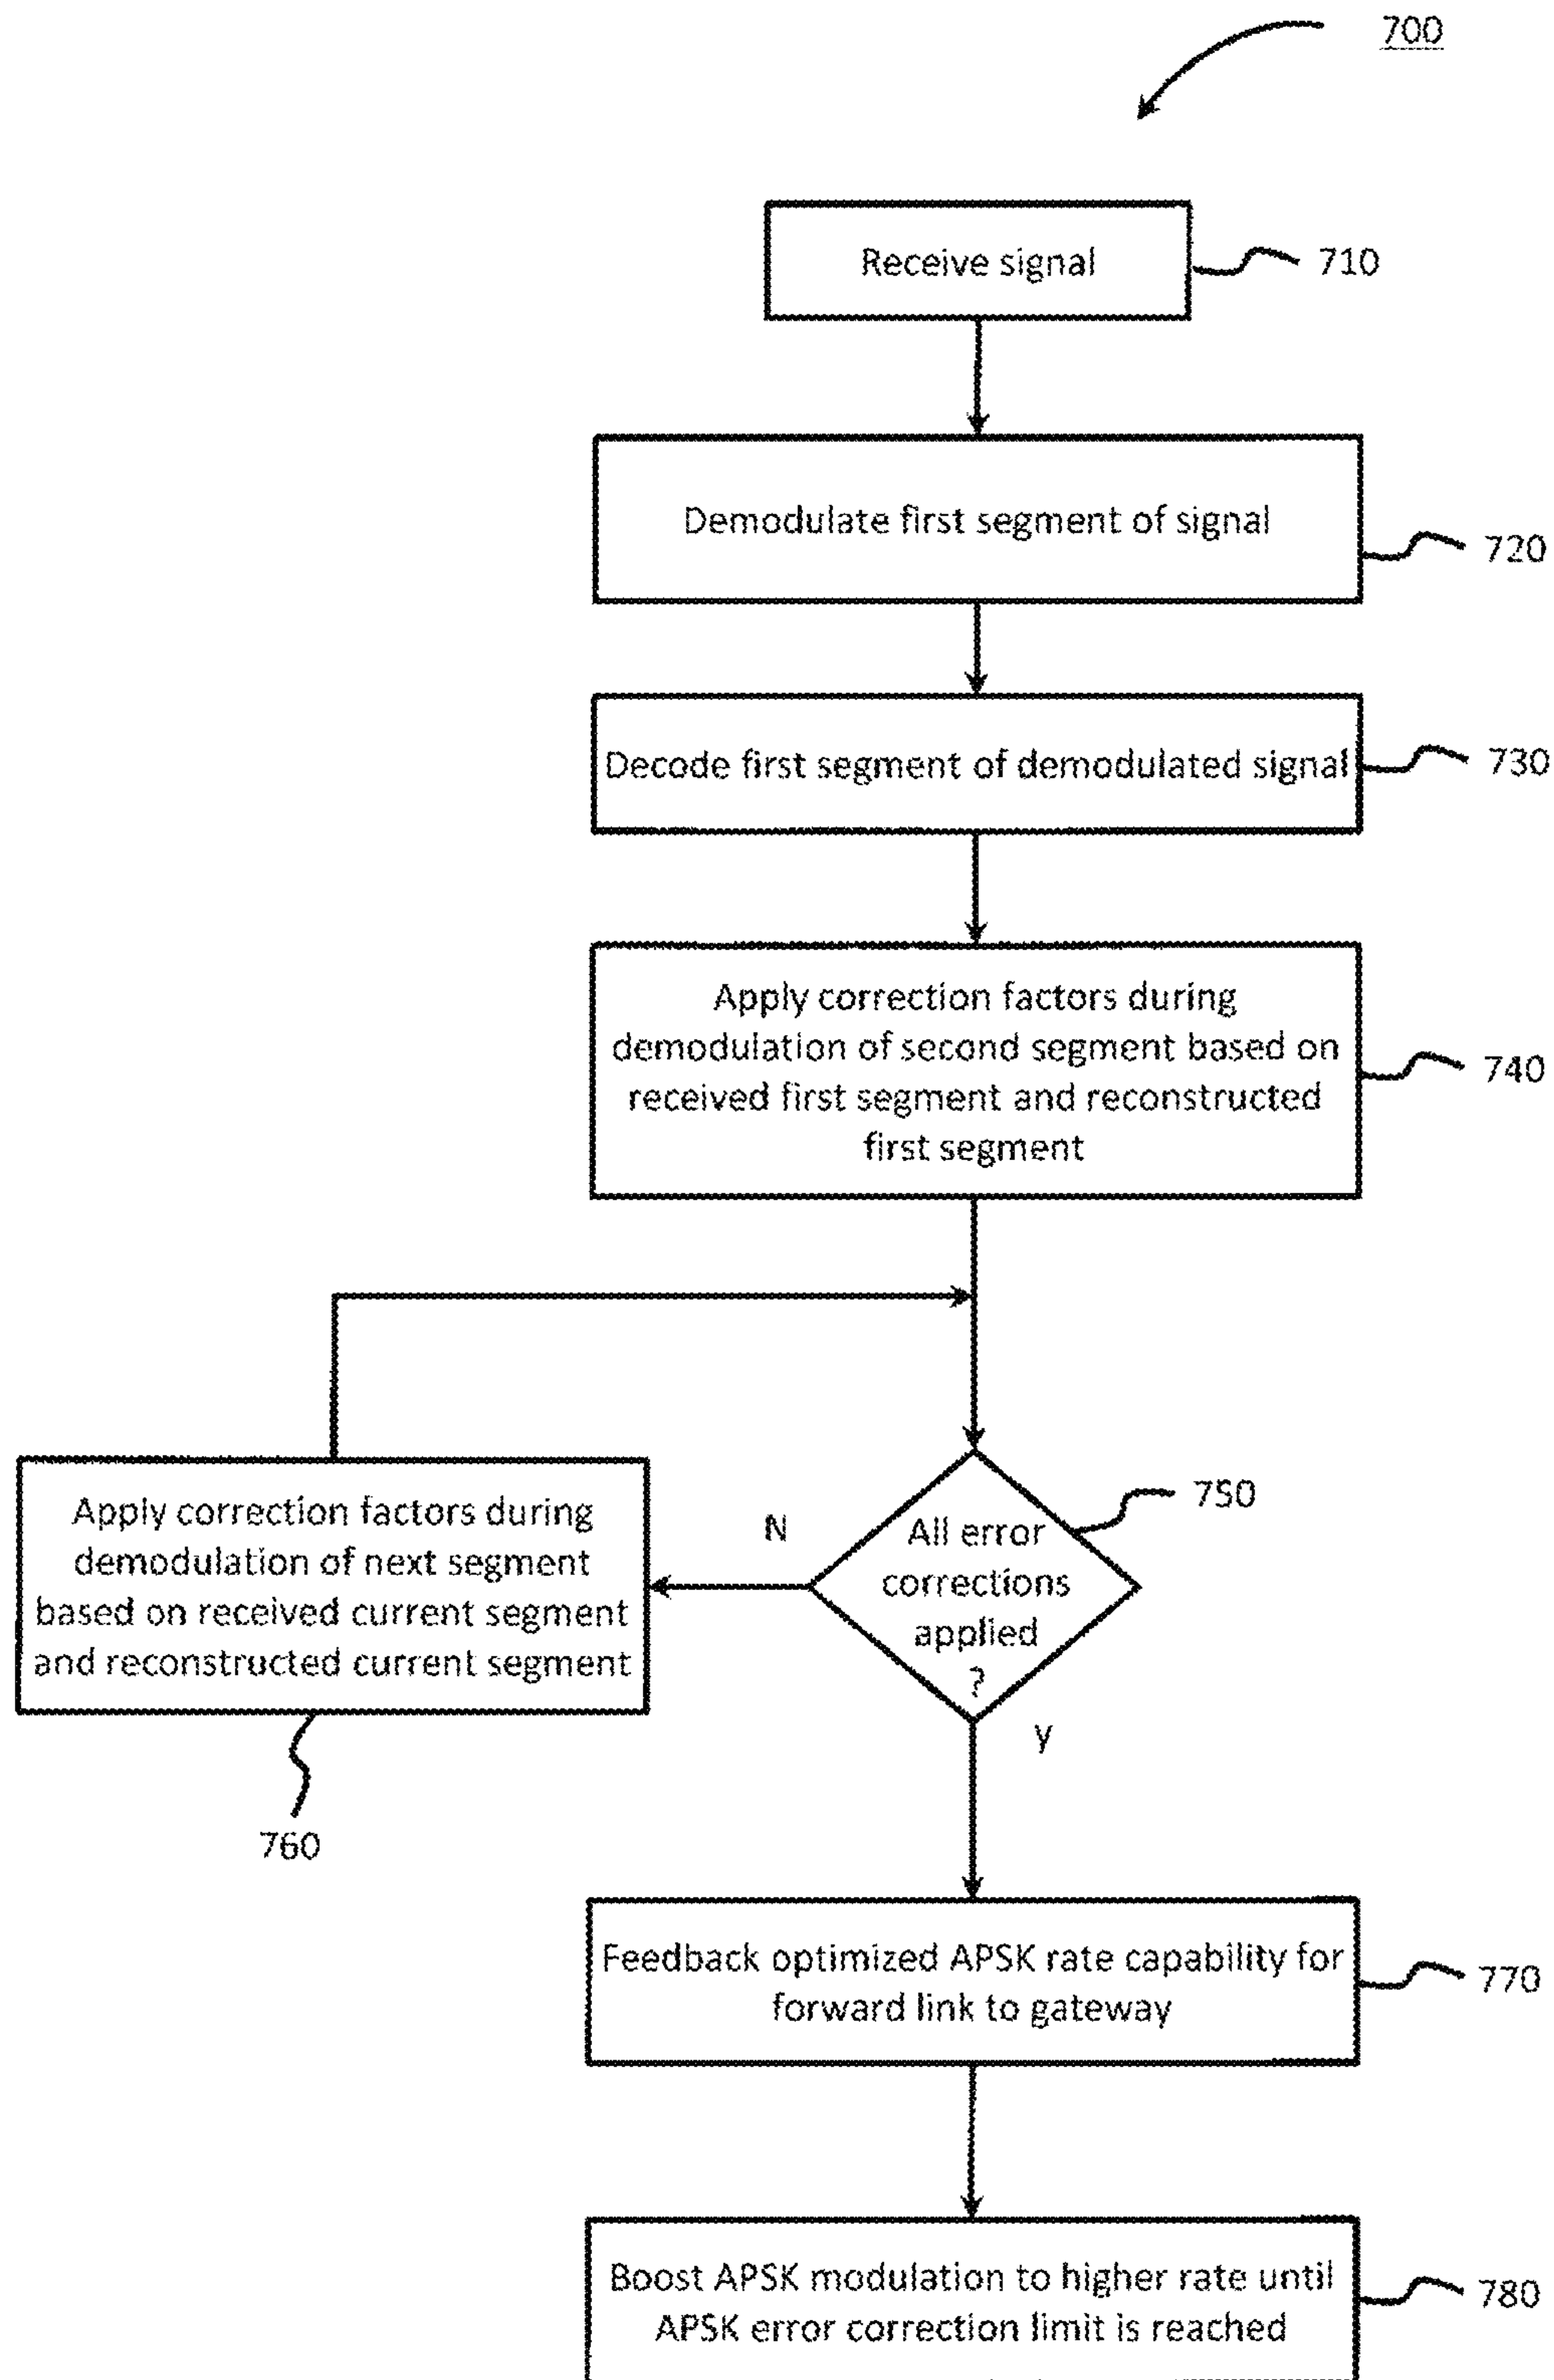 700
Receive signal
710
Demodulate first segment of signal
720
Decode first segment of demodulated signal
730
Apply correction factors during
demodulation of second segment based on
received first segment and reconstructed
first segment
740
750
All error
corrections
applied
?
N
Apply correction factors during
demodulation of next segment
based on received current segment
and reconstructed current segment
y
760
Feedback optimized APSK rate capability for
forward link to gateway
770
Boost APSK modulation to higher rate until
APSK error correction limit is reached
780